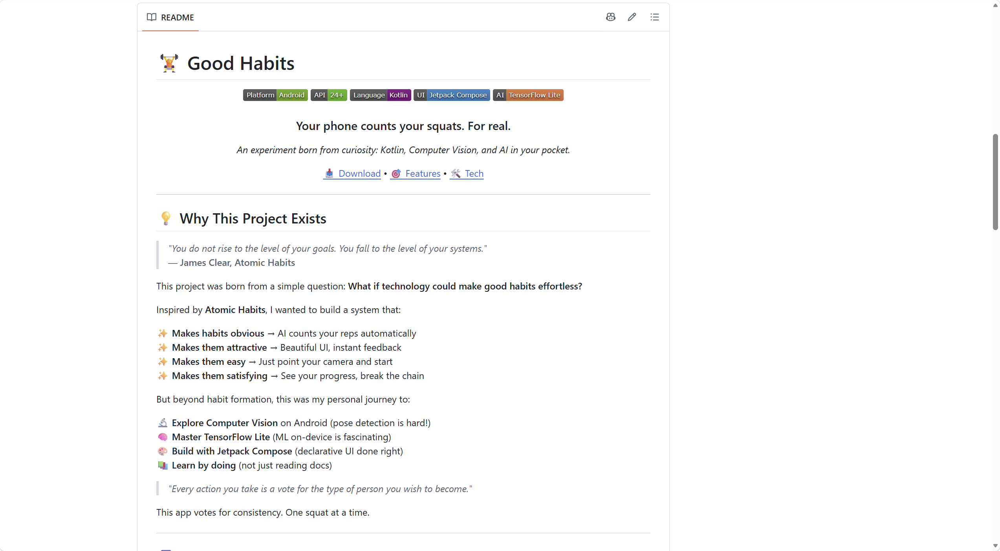 README
Good Habits
Platform Android API 24+ Language Kotlin UI Jetpack Compose AI TensorFlow Lite
Your phone counts your squats. For real.
An experiment born from curiosity: Kotlin, Computer Vision, and AI in your pocket.
Download • Features • Tech
Why This Project Exists
"You do not rise to the level of your goals. You fall to the level of your systems."
— James Clear, Atomic Habits
This project was born from a simple question: What if technology could make good habits effortless?
Inspired by Atomic Habits, I wanted to build a system that:
✨ Makes habits obvious → AI counts your reps automatically
✨ Makes them attractive → Beautiful UI, instant feedback
✨ Makes them easy → Just point your camera and start
✨ Makes them satisfying → See your progress, break the chain
But beyond habit formation, this was my personal journey to:
🔬 Explore Computer Vision on Android (pose detection is hard!)
🧠 Master TensorFlow Lite (ML on-device is fascinating)
🎨 Build with Jetpack Compose (declarative UI done right)
📚 Learn by doing (not just reading docs)
"Every action you take is a vote for the type of person you wish to become."
This app votes for consistency. One squat at a time.